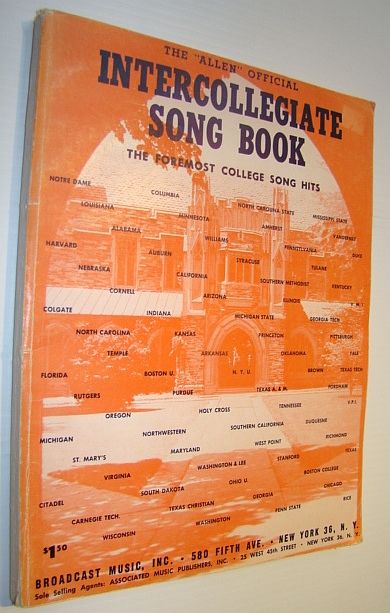 THE "ALLEN" OFFICIAL
INTERCOLLEGIATE
SONG BOOK
THE FOREMOST COLLEGE SONG HITS
NOTRE DAME
COLUMBIA
NORTH CAROLINA STATE
MISSISSIPPI STATE
LOUISIANA
MINNESOTA
AMHERST
VANDERBILT
ALABAMA
WILLIAMS
PENNSYLVANIA
DUKE
HARVARD
AUBURN
SYRACUSE
TULANE
NEBRASKA
CALIFORNIA
SOUTHERN METHODIST
KENTUCKY
CORNELL
ARIZONA
ILLINOIS
V.M.I.
COLGATE
INDIANA
MICHIGAN STATE
GEORGIA TECH
NORTH CAROLINA
KANSAS
PRINCETON
PITTSBURGH
TEMPLE
ARKANSAS
OKLAHOMA
YALE
FLORIDA
BOSTON U.
N.Y.U.
BROWN
TEXAS TECH
RUTGERS
PURDUE
TEXAS A. & M.
FORDHAM
OREGON
HOLY CROSS
TENNESSEE
V.P.I.
MICHIGAN
NORTHWESTERN
SOUTHERN CALIFORNIA
DUQUESNE
ST. MARY'S
MARYLAND
WEST POINT
RICHMOND
VIRGINIA
WASHINGTON & LEE
STANFORD
TEXAS
CITADEL
SOUTH DAKOTA
OHIO U.
BOSTON COLLEGE
CARNEGIE TECH.
TEXAS CHRISTIAN
GEORGIA
CHICAGO
WISCONSIN
WASHINGTON
PENN STATE
RICE
$1.50
BROADCAST MUSIC, INC. • 580 FIFTH AVE. • NEW YORK 36, N. Y.
Sole Selling Agents: ASSOCIATED MUSIC PUBLISHERS, INC. • 25 WEST 45th STREET • NEW YORK 36, N. Y.